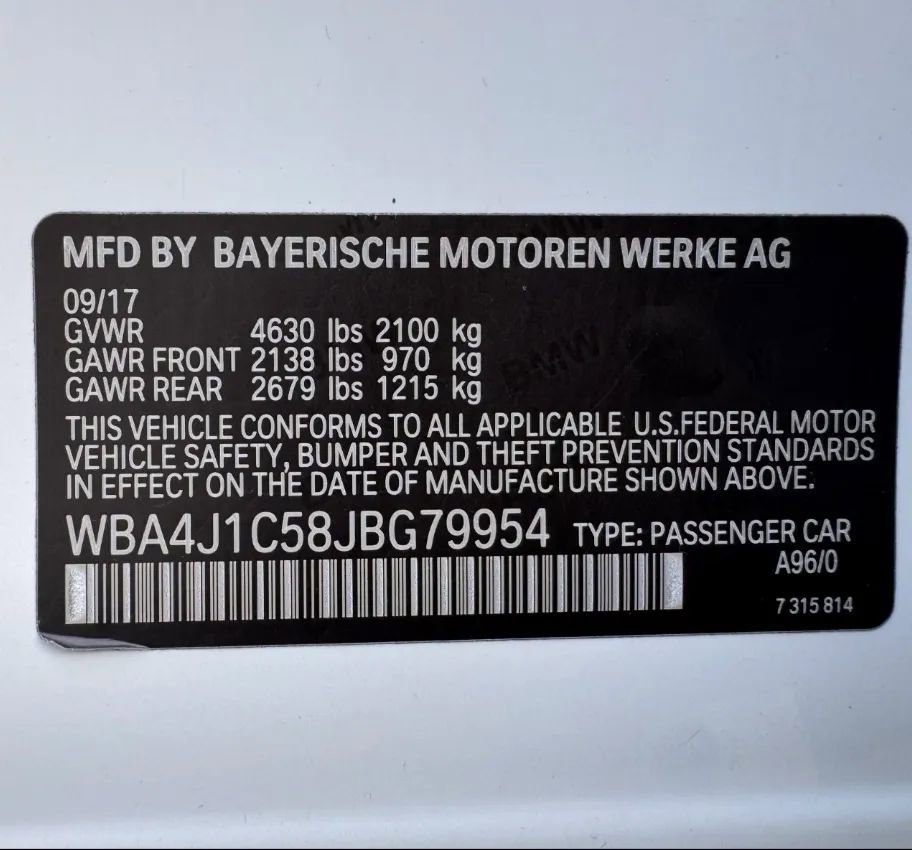 MFD BY BAYERISCHE MOTOREN WERKE AG
09/17
GVWR 4630 lbs 2100 kg
GAWR FRONT 2138 lbs 970 kg
GAWR REAR 2679 lbs 1215 kg
THIS VEHICLE CONFORMS TO ALL APPLICABLE U.S.FEDERAL MOTOR
VEHICLE SAFETY, BUMPER AND THEFT PREVENTION STANDARDS
IN EFFECT ON THE DATE OF MANUFACTURE SHOWN ABOVE.
WBA4J1C58JBG79954 TYPE: PASSENGER CAR
A96/0
7 315 814
BMW